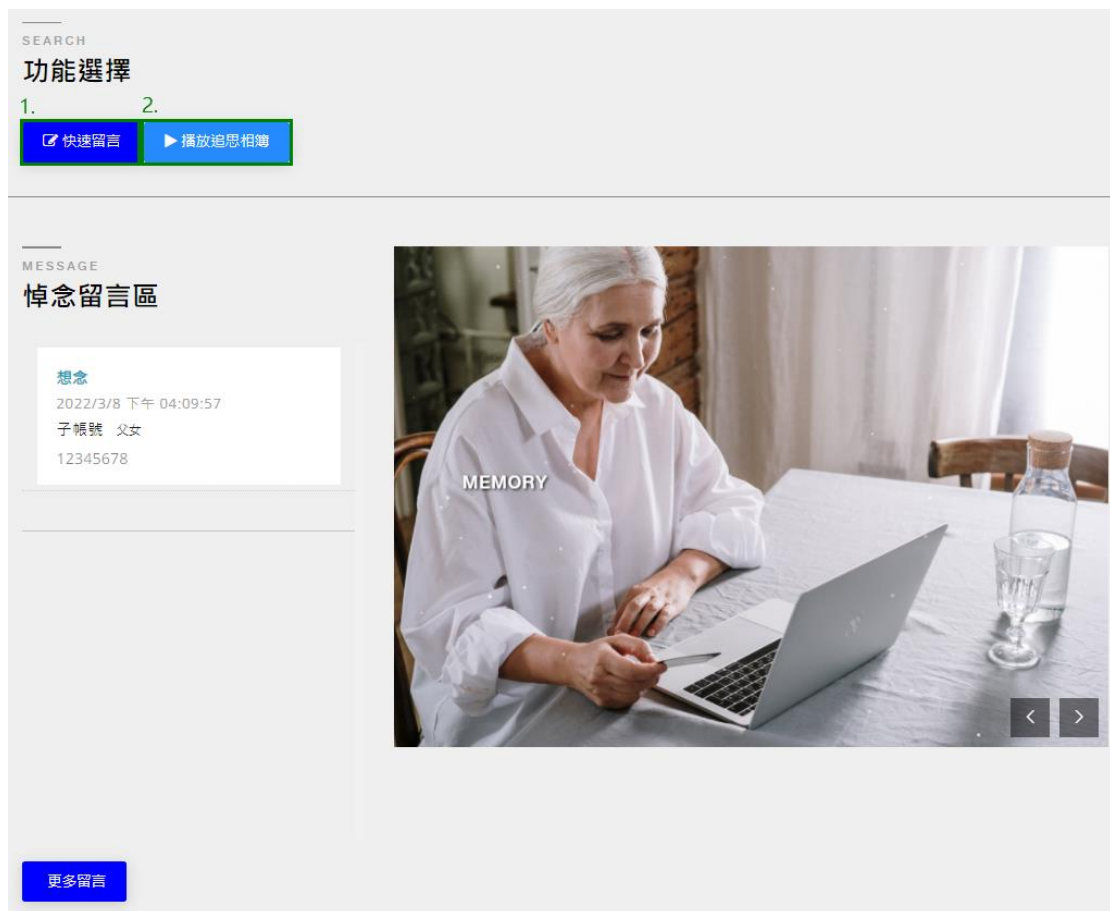 SEARCH
功能選擇
1. 2.
快速留言 播放追思相簿
MESSAGE
悼念留言區
想念
2022/3/8 下午 04:09:57
子帳號 父女
12345678
MEMORY
更多留言